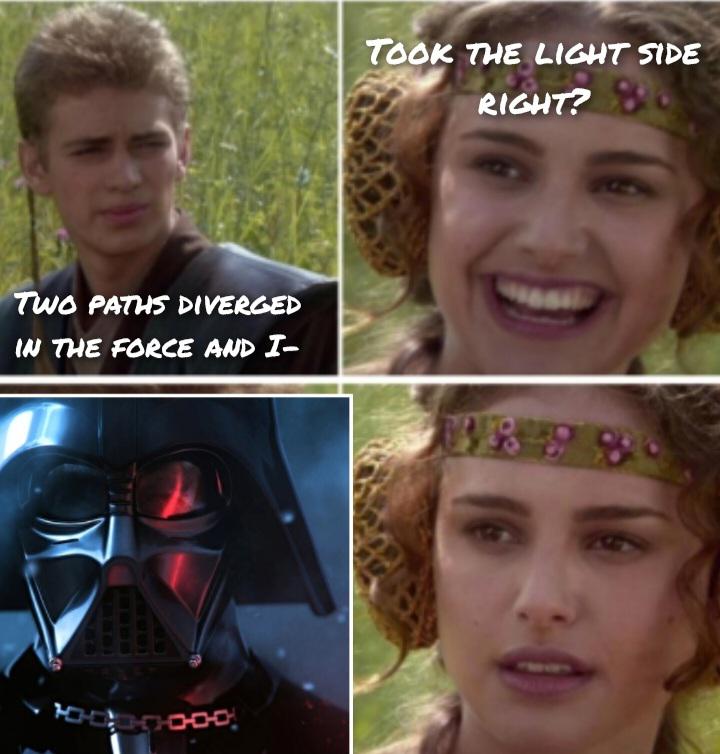 Two paths diverged
in the force and I-
Took the light side
right?